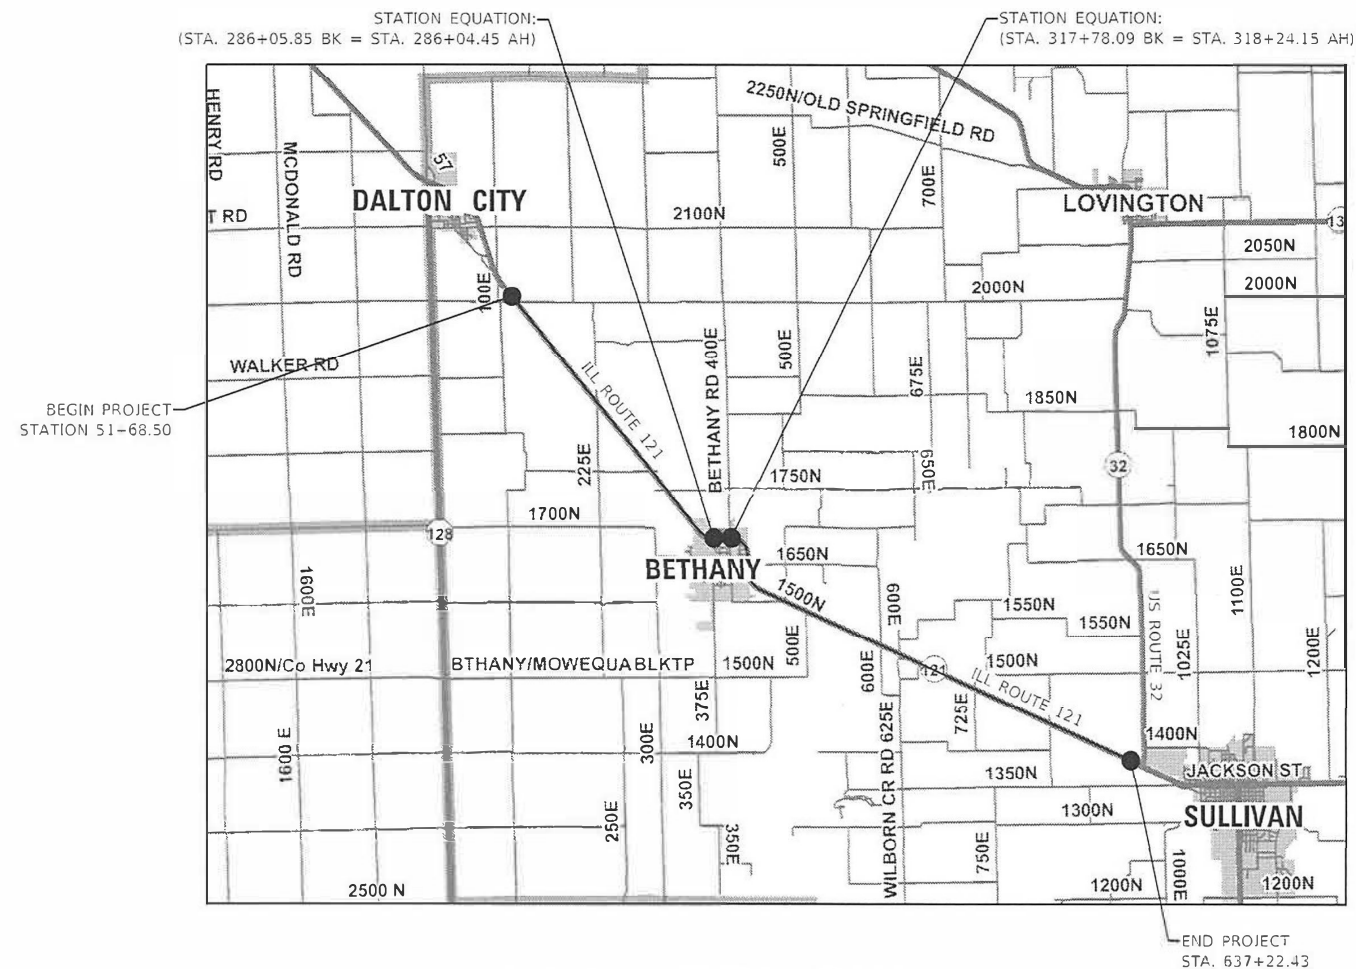 STATION EQUATION:
(STA. 286+05.85 BK = STA. 286+04.45 AH)
STATION EQUATION:
(STA. 317+78.09 BK = STA. 318+24.15 AH)
HENRY RD
MCDONALD RD
T RD
57
DALTON CITY
2250N/OLD SPRINGFIELD RD
500E
700E
2100N
LOVINGTON
13
2050N
2000N
2000N
100E
WALKER RD
BEGIN PROJECT
STATION 51-68.50
ILL ROUTE 121
BETHANY RD 400E
500E
675E
1075E
1850N
1800N
225E
650E
32
1750N
1700N
128
BETHANY
1650N
1650N
1600E
1500N
600E
1550N
1550N
1100E
US ROUTE 32
1025E
1200E
2800N/Co Hwy 21
BTHANY/MOWEQUA BLKTP
1500N
500E
600E
121
1500N
ILL ROUTE 121
375E
725E
1400N
1400N
1600E
300E
350E
WILBORN CR RD 625E
1350N
JACKSON ST
1300N
SULLIVAN
250E
350E
750E
1000E
2500 N
1200N
1200N
END PROJECT
STA. 637+22.43